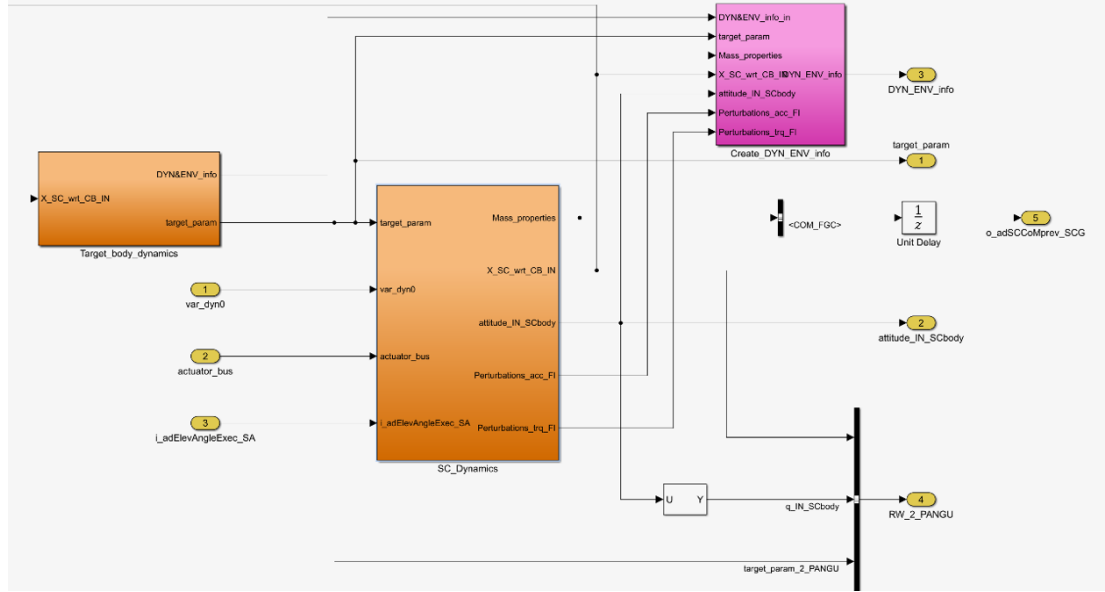 DYN&ENV_info_in
target_param
Mass_properties
X_SC_wrt_CB_IN
DYN_ENV_info
attitude_IN_SCbody
Perturbations_acc_FI
Perturbations_trq_FI
Create_DYN_ENV_info
3
DYN_ENV_info
target_param
1
DYN&ENV_info
X_SC_wrt_CB_IN
target_param
Target_body_dynamics
target_param
var_dyn0
actuator_bus
i_adElevAngleExec_SA
Mass_properties
X_SC_wrt_CB_IN
attitude_IN_SCbody
Perturbations_acc_FI
Perturbations_trq_FI
SC_Dynamics
1
var_dyn0
2
actuator_bus
3
i_adElevAngleExec_SA
<COM_FGC>
1
z
Unit Delay
5
o_adSCCoMprev_SCG
2
attitude_IN_SCbody
U Y
q_IN_SCbody
4
RW_2_PANGU
target_param_2_PANGU